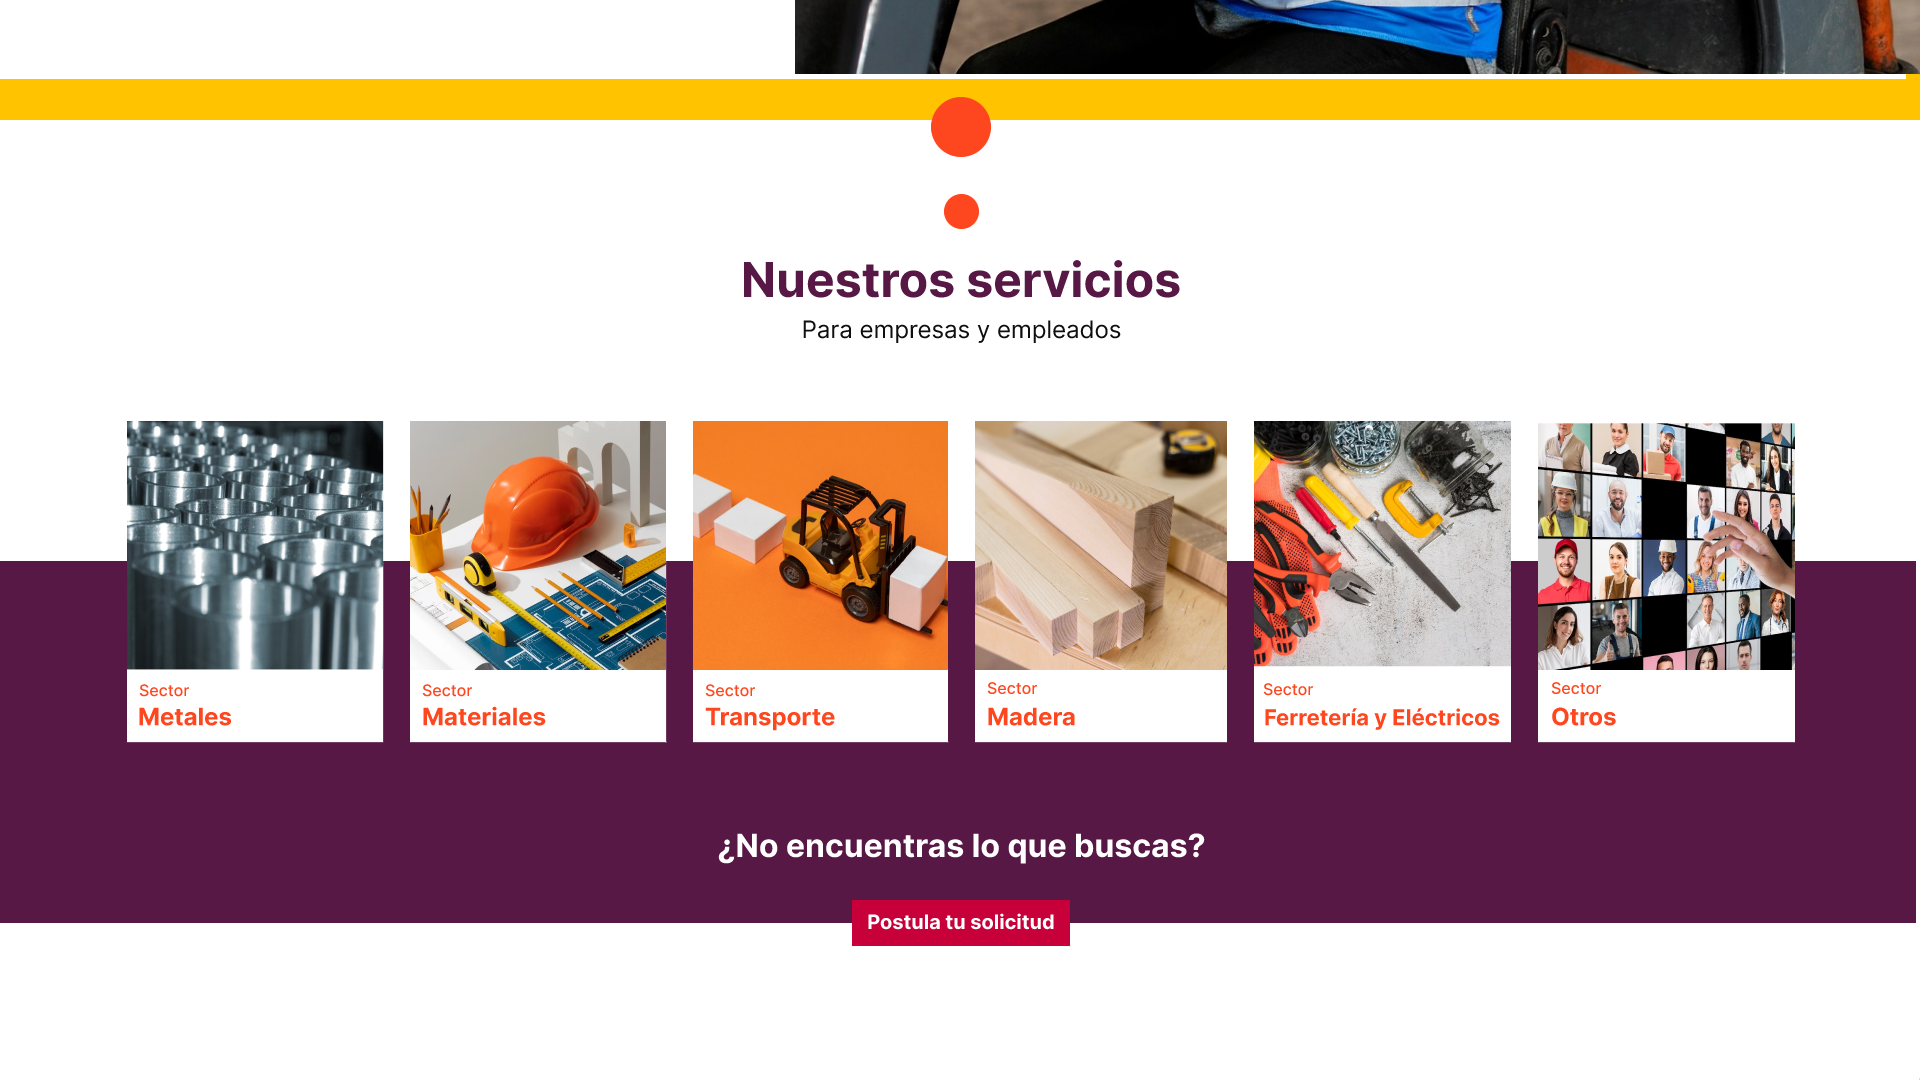 Nuestros servicios
Para empresas y empleados
Sector
Metales
Sector
Materiales
Sector
Transporte
Sector
Madera
Sector
Ferretería y Eléctricos
Sector
Otros
¿No encuentras lo que buscas?
Postula tu solicitud